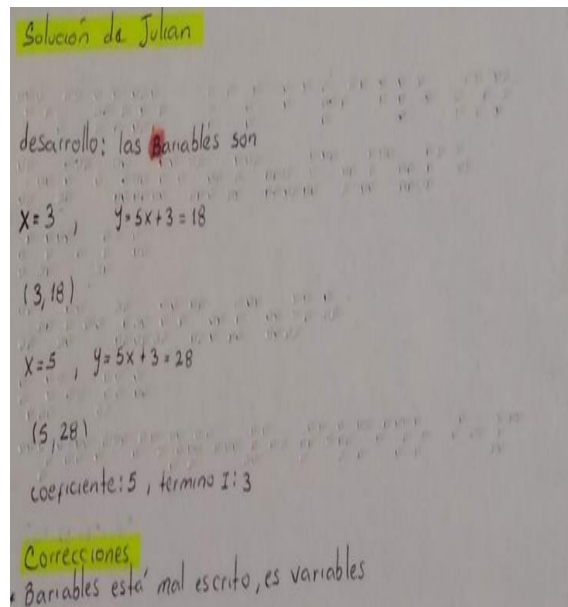 Solución de Julian
desarrollo: las Bariables son
x=3 , y=5x+3=18
(3,18)
x=5 , y=5x+3=28
(5,28)
coeficiente: 5 , término I: 3
Correcciones
• Bariables está mal escrito, es variables